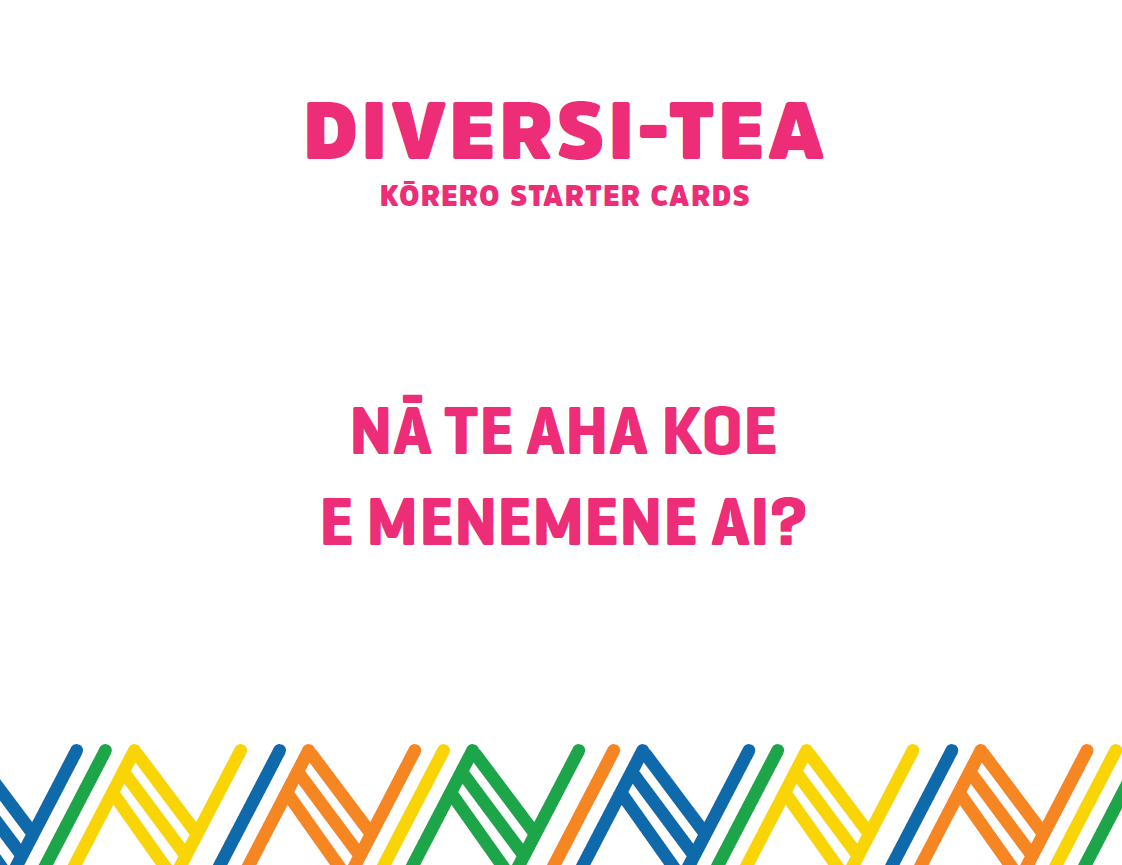 DIVERSI-TEA
KŌRERO STARTER CARDS
NĀ TE AHA KOE
E MENEMENE AI?